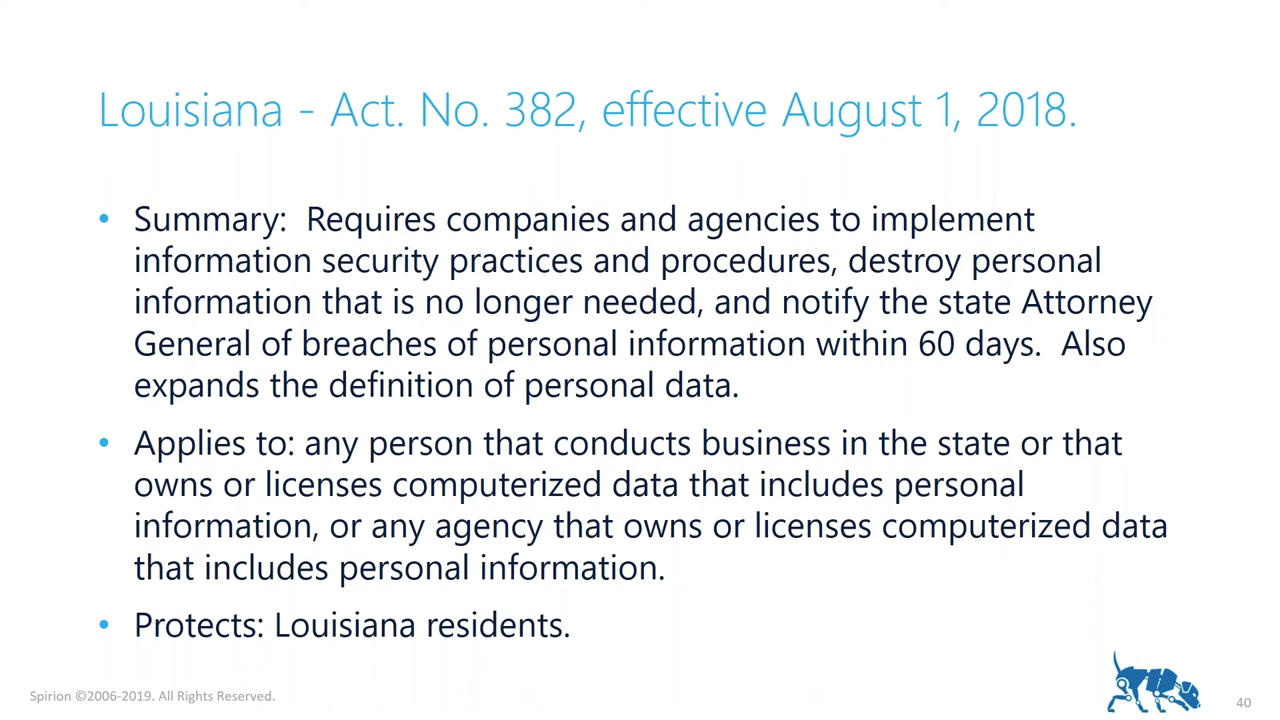 Louisiana - Act. No. 382, effective August 1, 2018.
• Summary:  Requires companies and agencies to implement
information security practices and procedures, destroy personal
information that is no longer needed, and notify the state Attorney
General of breaches of personal information within 60 days.  Also
expands the definition of personal data.
• Applies to: any person that conducts business in the state or that
owns or licenses computerized data that includes personal
information, or any agency that owns or licenses computerized data
that includes personal information.
• Protects: Louisiana residents.
Spirion ©2006-2019. All Rights Reserved.
40